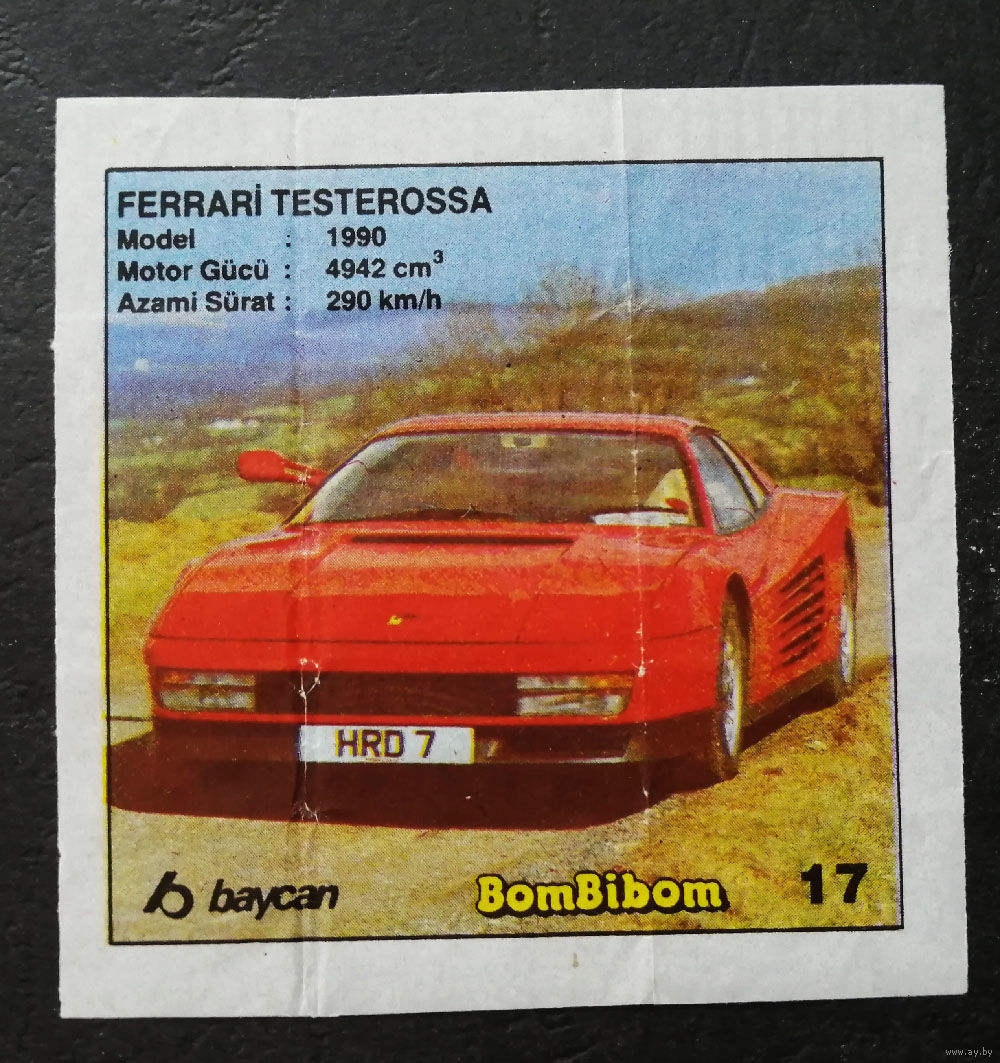 FERRARİ TESTEROSSA
Model : 1990
Motor Gücü : 4942 cm³
Azami Sürat : 290 km/h
HRD 7
baycan
BomBibom
17
www.ay.by